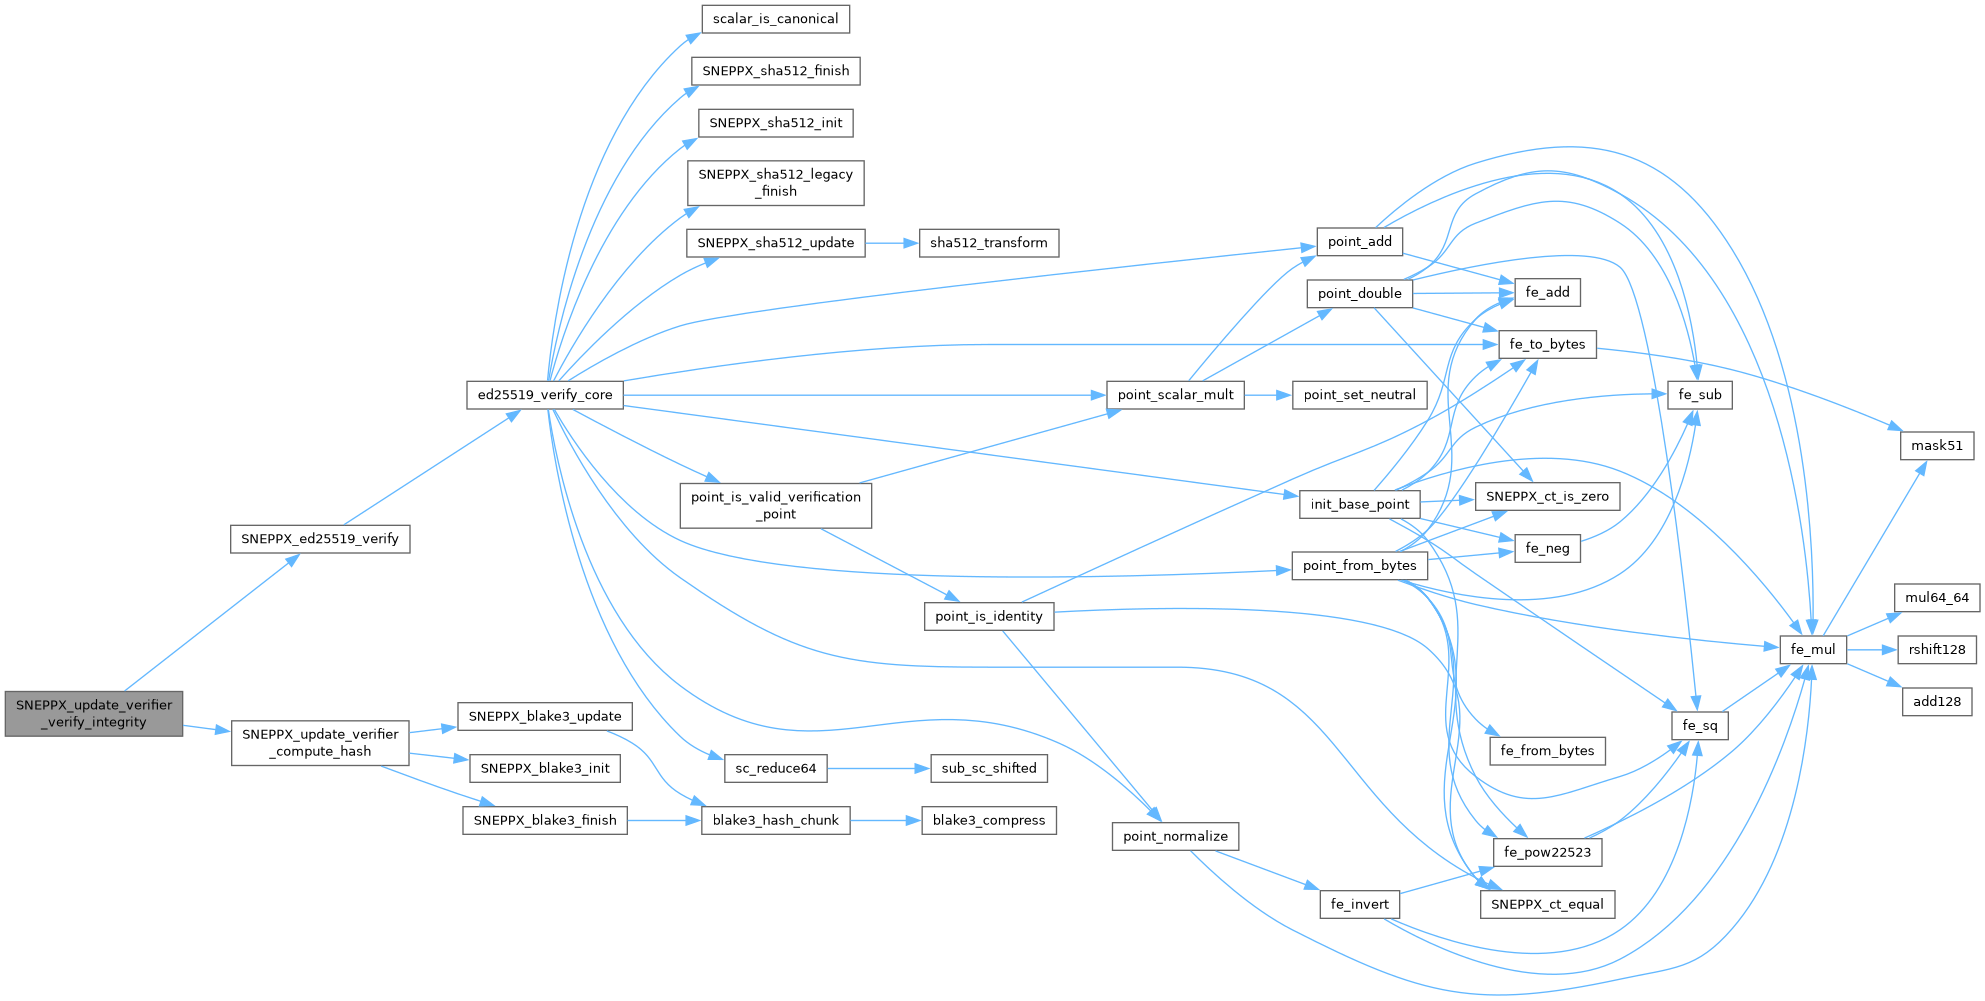 scalar_is_canonical
SNEPPX_sha512_finish
SNEPPX_sha512_init
SNEPPX_sha512_legacy
_finish
SNEPPX_sha512_update
sha512_transform
point_add
point_double
fe_add
fe_to_bytes
ed25519_verify_core
point_scalar_mult
point_set_neutral
fe_sub
mask51
point_is_valid_verification
_point
init_base_point
SNEPPX_ct_is_zero
SNEPPX_ed25519_verify
fe_neg
point_from_bytes
mul64_64
point_is_identity
fe_mul
rshift128
add128
SNEPPX_update_verifier
_verify_integrity
SNEPPX_blake3_update
SNEPPX_update_verifier
_compute_hash
fe_sq
fe_from_bytes
SNEPPX_blake3_init
sc_reduce64
sub_sc_shifted
SNEPPX_blake3_finish
blake3_hash_chunk
blake3_compress
point_normalize
fe_pow22523
fe_invert
SNEPPX_ct_equal